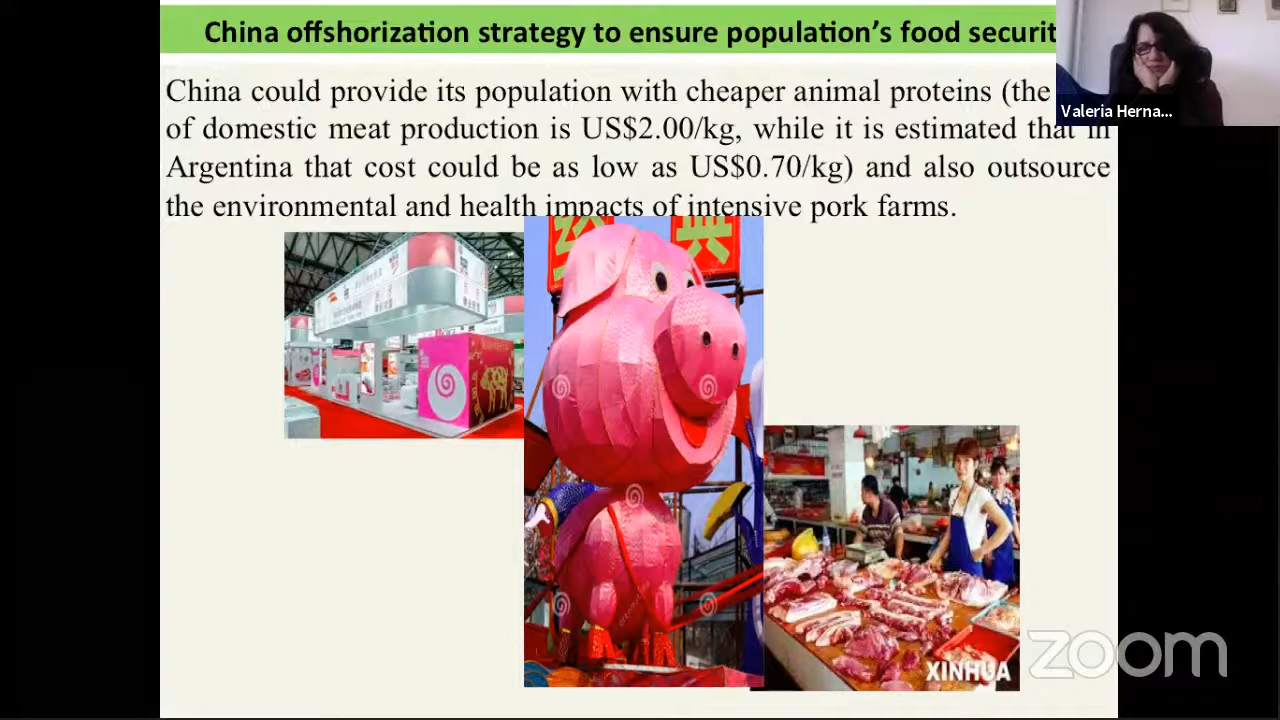 China offshorization strategy to ensure population's food securit
China could provide its population with cheaper animal proteins (the
of domestic meat production is US$2.00/kg, while it is estimated that in
Argentina that cost could be as low as US$0.70/kg) and also outsource
the environmental and health impacts of intensive pork farms.
Valeria Herna...
XINHUA
zoom